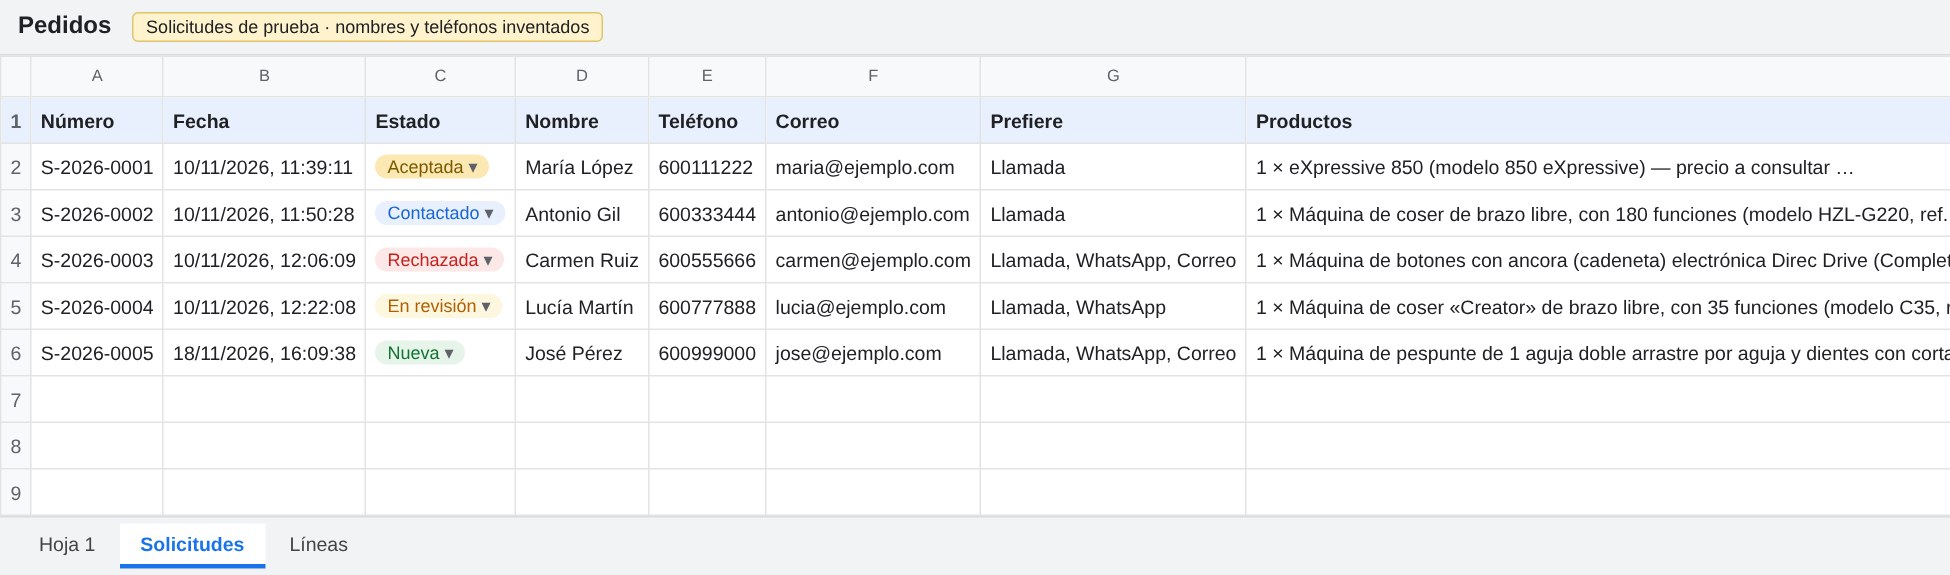 Pedidos Solicitudes de prueba · nombres y teléfonos inventados
A B C D E F G
1 Número Fecha Estado Nombre Teléfono Correo Prefiere Productos
2 S-2026-0001 10/11/2026, 11:39:11 Aceptada ▾ María López 600111222 maria@ejemplo.com Llamada 1 × eXpressive 850 (modelo 850 eXpressive) — precio a consultar …
3 S-2026-0002 10/11/2026, 11:50:28 Contactado ▾ Antonio Gil 600333444 antonio@ejemplo.com Llamada 1 × Máquina de coser de brazo libre, con 180 funciones (modelo HZL-G220, ref.
4 S-2026-0003 10/11/2026, 12:06:09 Rechazada ▾ Carmen Ruiz 600555666 carmen@ejemplo.com Llamada, WhatsApp, Correo 1 × Máquina de botones con ancora (cadeneta) electrónica Direc Drive (Complet
5 S-2026-0004 10/11/2026, 12:22:08 En revisión ▾ Lucía Martín 600777888 lucia@ejemplo.com Llamada, WhatsApp 1 × Máquina de coser «Creator» de brazo libre, con 35 funciones (modelo C35,
6 S-2026-0005 18/11/2026, 16:09:38 Nueva ▾ José Pérez 600999000 jose@ejemplo.com Llamada, WhatsApp, Correo 1 × Máquina de pespunte de 1 aguja doble arrastre por aguja y dientes con corta
7
8
9
Hoja 1 Solicitudes Líneas